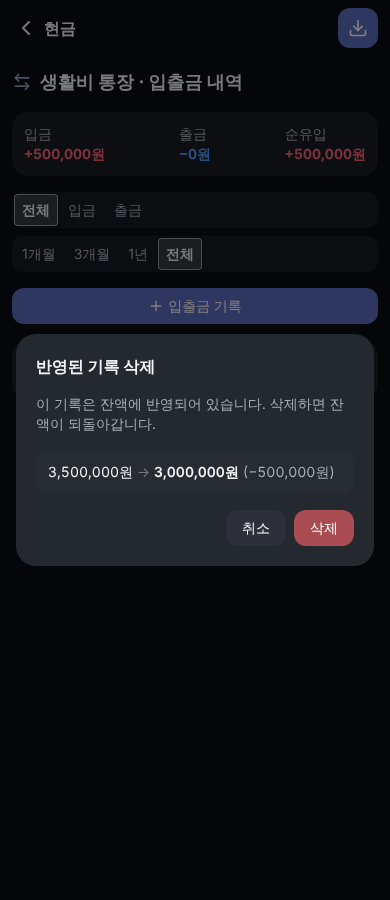 현금
생활비 통장 · 입출금 내역
입금 출금 순유입
+500,000원 −0원 +500,000원
전체 입금 출금
1개월 3개월 1년 전체
+ 입출금 기록
반영된 기록 삭제
이 기록은 잔액에 반영되어 있습니다. 삭제하면 잔
액이 되돌아갑니다.
3,500,000원 → 3,000,000원 (−500,000원)
취소 삭제